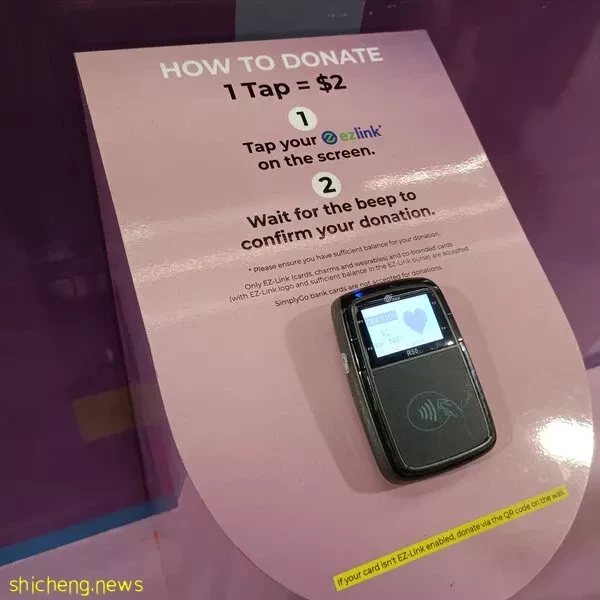 HOW TO DONATE
1 Tap = $2
1
Tap your ezlink
on the screen.
2
Wait for the beep to
confirm your donation.
* Please ensure you have sufficient balance for your donation.
Only EZ-Link (cards, charms and wearables) and co-branded cards
(with EZ-Link logo and sufficient balance in the EZ-Link purse) are accepted.
SimplyGo bank cards are not accepted for donations.
$2
R50
If your card isn't EZ-Link enabled, donate via the QR code on the wall.
shicheng.news